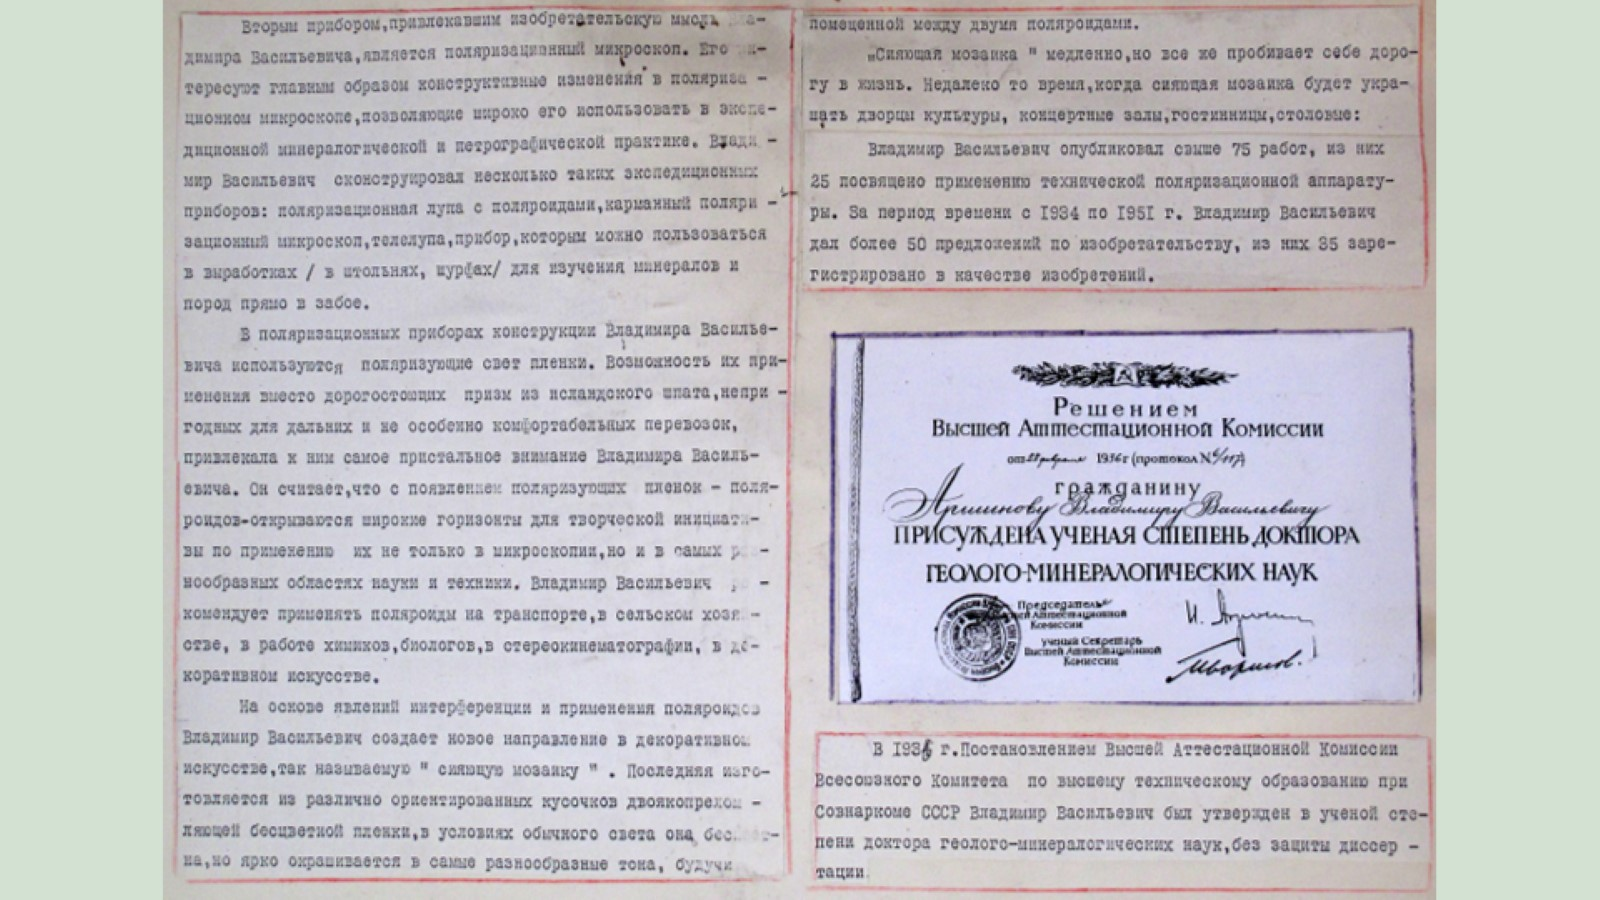 Вторым прибором,привлекавшим изобретательскую мысль
димира Васильевича,является поляризационный микроскоп. Его
тересуют главным образом конструктивные изменения в поляриза -
ционном микроскопе,позволяющие широко его использовать в экспе-
диционной минералогической и петрографической практике. Влади -
мир Васильевич сконструировал несколько таких экспедиционных
приборов: поляризационная лупа с поляроидами,карманный поляри -
зационный микроскоп,телелупа,прибор,которым можно пользоваться
в выработках / в штольнях, шурфах/ для изучения минералов и
пород прямо в забое.
В поляризационных приборах конструкции Владимира Василье-
вича используются поляризующие свет пленки. Возможность их при-
менения вместо дорогостоющих призм из исландского шпата,непри -
годных для дальних и не особенно комфортабельных перевозок,
привлекала к ним самое пристальное внимание Владимира Василь-
евича. Он считает,что с появлением поляризующих пленок - поля-
роидов-открываются широкие горизонты для творческой инициати-
вы по применению их не только в микроскопии,но и в самых
нообразных областях науки и техники. Владимир Васильевич
комендует применять поляроиды на транспорте,в сельском хозя -
стве, в работе химиков,биологов,в стереокинематографии, в де-
коративном искусстве.
На основе явлений интерференции и применения поляроидов
Владимир Васильевич создает новое направление в декоративном
искусстве,так называемую " сияющую мозаику " . Последняя изго-
товляется из различно ориентированных кусочков двоякопрелом -
ляющей бесцветной пленки,в условиях обычного света она
на,но ярко окрашивается в самые разнообразные тона, будучи
помещенной между двумя поляроидами.
„Сияющая мозаика " медленно,но все же пробивает себе доро-
гу в жизнь. Недалеко то время,когда сияющая мозаика будет укра-
шать дворцы культуры, концертные залы,гостинницы,столовые:
Владимир Васильевич опубликовал свыше 75 работ, из них
25 посвящено применению технической поляризационной аппарату-
ры. За период времени с 1934 по 1951 г. Владимир Васильевич
дал более 50 предложений по изобретательству, из них 35 заре-
гистрировано в качестве изобретений.
Решением
Высшей Аттестационной Комиссии
от февраля 1936 г (протокол №
гражданину
Аршинову Владимиру Васильевичу
ПРИСУЖДЕНА УЧЕНАЯ СТЕПЕНЬ ДОКТОРА
ГЕОЛОГО-МИНЕРАЛОГИЧЕСКИХ НАУК
Председатель
Высшей Аттестационной
Комиссии
ученый Секретарь
Высшей Аттестационной
Комиссии
В 1936 г.Постановлением Высшей Аттестационной Комиссии
Всесоюзного Комитета по высшему техническому образованию при
Совнаркоме СССР Владимир Васильевич был утвержден в ученой сте-
пени доктора геолого-минералогических наук,без защиты диссер -
тации.